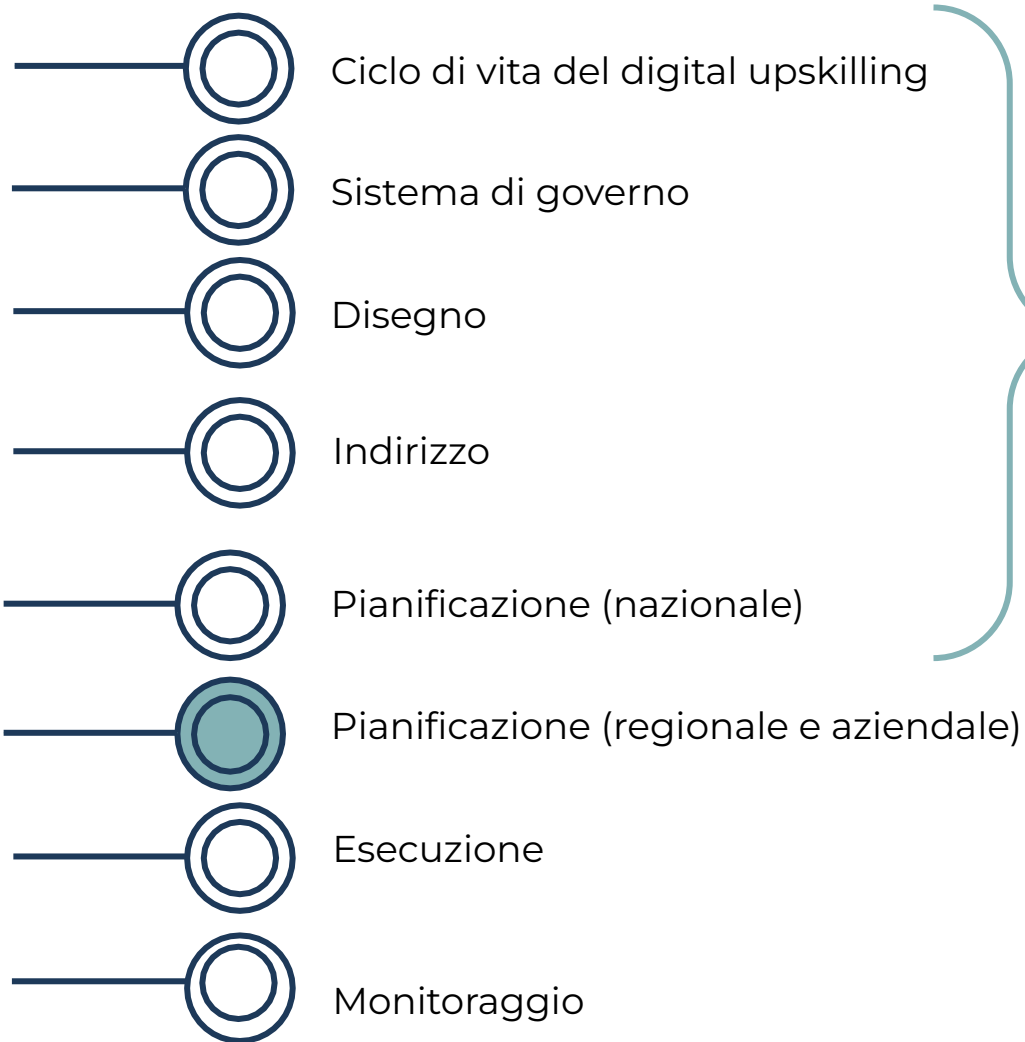 Ciclo di vita del digital upskilling
Sistema di governo
Disegno
Indirizzo
Pianificazione (nazionale)
Pianificazione (regionale e aziendale)
Esecuzione
Monitoraggio